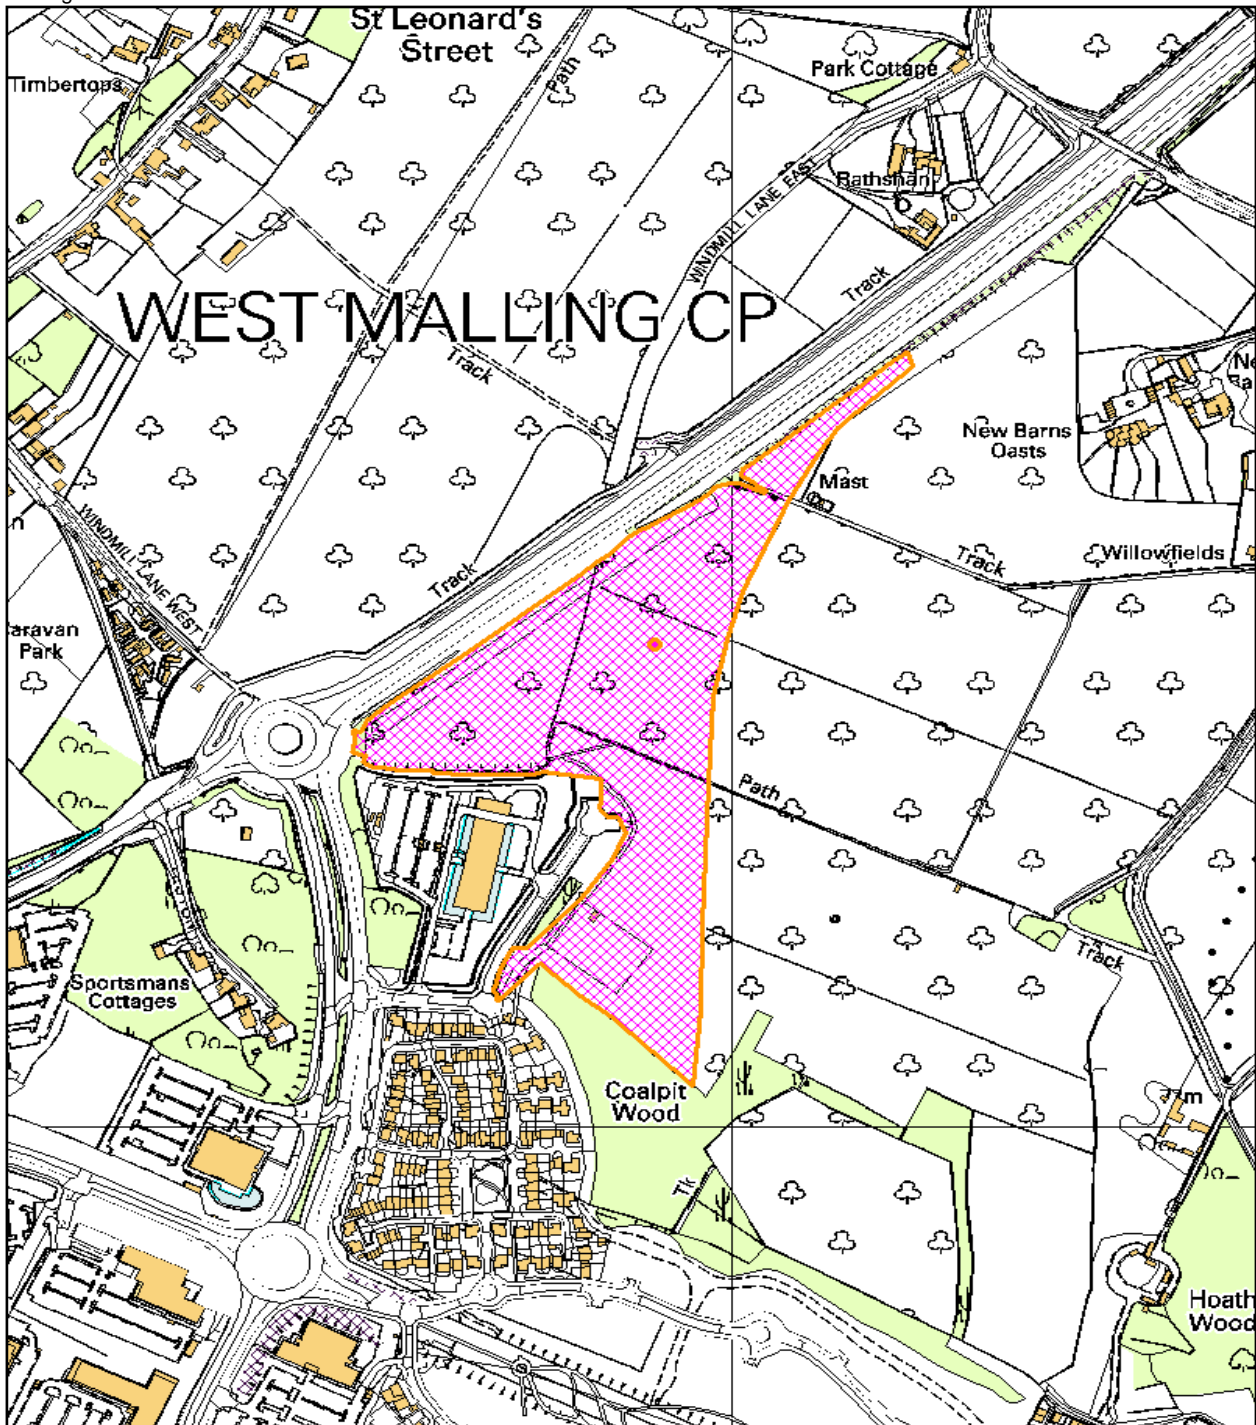 St Leonard's
Street
Timbertops
Path
Park Cottage
Rathshan
WINDMILL LANE EAST
Track
WEST MALLING CP
Track
New Barns
Oasts
Mast
WINDMILL LANE WEST
Track
Track
Willowfields
Caravan
Park
Path
Track
Sportsmans
Cottages
Coalpit
Wood
Tk
Hoath
Wood